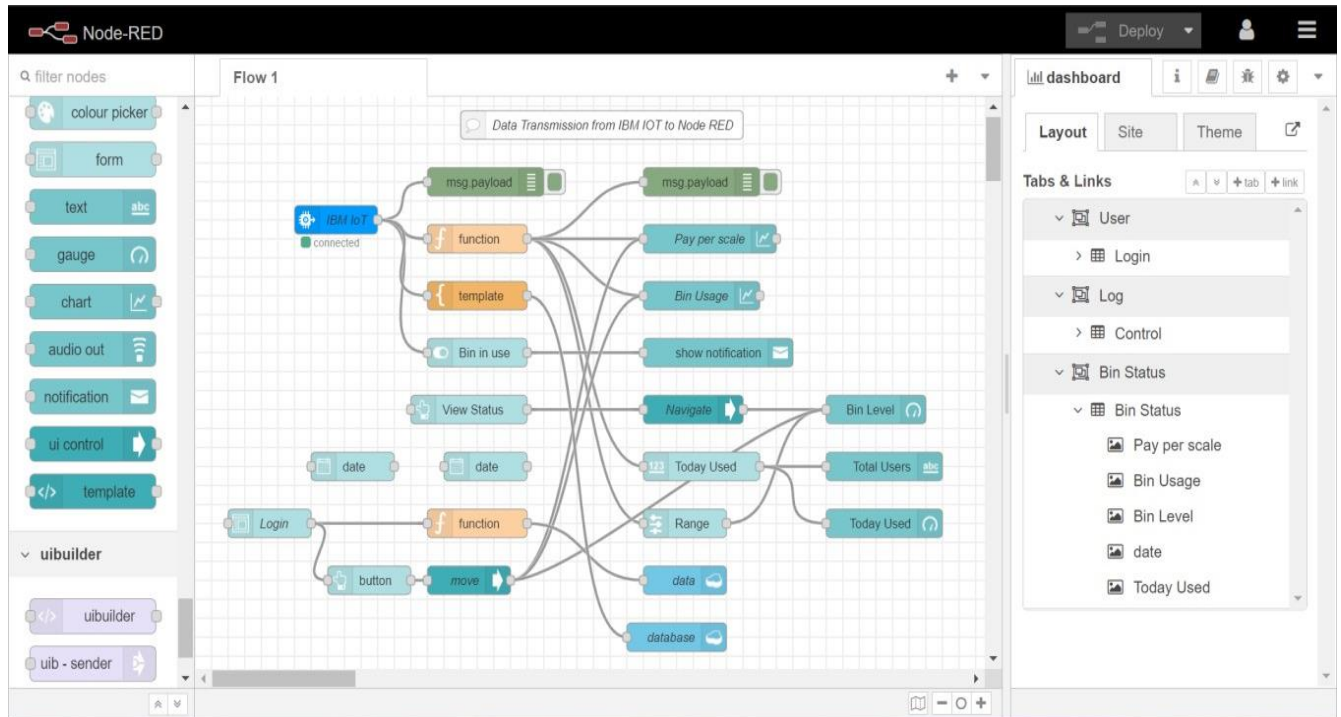 Node-RED
Deploy
filter nodes
colour picker
form
text
abc
gauge
chart
audio out
notification
ui control
template
uibuilder
uibuilder
uib - sender
Flow 1
Data Transmission from IBM IOT to Node RED
msg.payload
msg.payload
IBM IoT
connected
function
Pay per scale
template
Bin Usage
Bin in use
show notification
View Status
Navigate
Bin Level
date
date
123 Today Used
Total Users abc
Login
function
Range
Today Used
button
move
data
database
dashboard
i
Layout
Site
Theme
Tabs & Links
+tab
+link
User
Login
Log
Control
Bin Status
Bin Status
Pay per scale
Bin Usage
Bin Level
date
Today Used